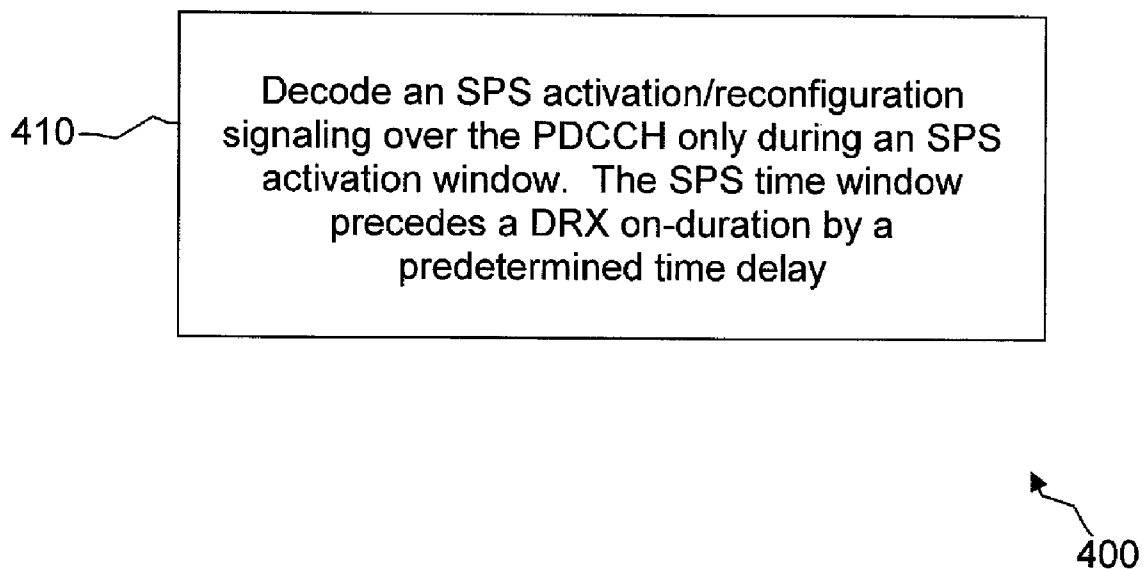 Decode an SPS activation/reconfiguration
signaling over the PDCCH only during an SPS
activation window.  The SPS time window
precedes a DRX on-duration by a
predetermined time delay
410
400